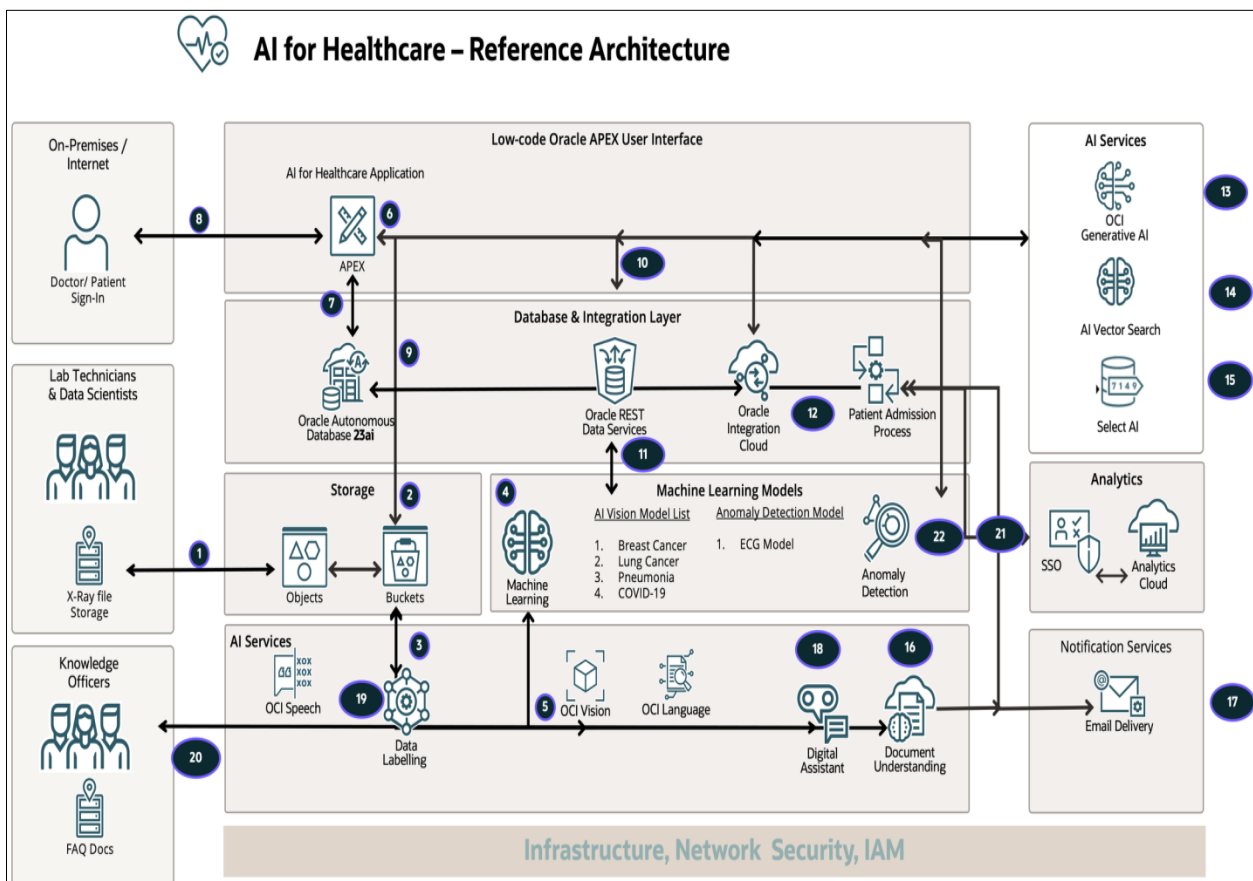 AI for Healthcare – Reference Architecture
On-Premises /
Internet
Doctor/ Patient
Sign-In
8
Low-code Oracle APEX User Interface
AI for Healthcare Application
6
APEX
10
7
AI Services
13
OCI
Generative AI
14
AI Vector Search
7 1 4 9
15
Select AI
Database & Integration Layer
9
A
Oracle Autonomous
Database 23ai
Oracle REST
Data Services
Oracle
Integration
Cloud
12
Patient Admission
Process
11
Lab Technicians
& Data Scientists
1
X-Ray file
Storage
Storage
2
Objects
Buckets
4
Machine Learning Models
AI Vision Model List
1. Breast Cancer
2. Lung Cancer
3. Pneumonia
4. COVID-19
Anomaly Detection Model
1. ECG Model
Machine
Learning
Anomaly
Detection
22
21
Analytics
SSO
Analytics
Cloud
Knowledge
Officers
20
FAQ Docs
AI Services
XOX
XOX
XOX
OCI Speech
3
19
Data
Labelling
5
OCI Vision
OCI Language
18
Digital
Assistant
16
Document
Understanding
Notification Services
@
Email Delivery
17
Infrastructure, Network Security, IAM